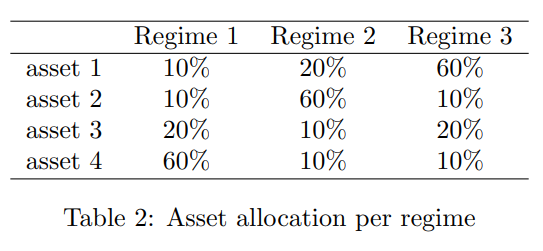 Regime 1 Regime 2 Regime 3
asset 1 10% 20% 60%
asset 2 10% 60% 10%
asset 3 20% 10% 20%
asset 4 60% 10% 10%
Table 2: Asset allocation per regime